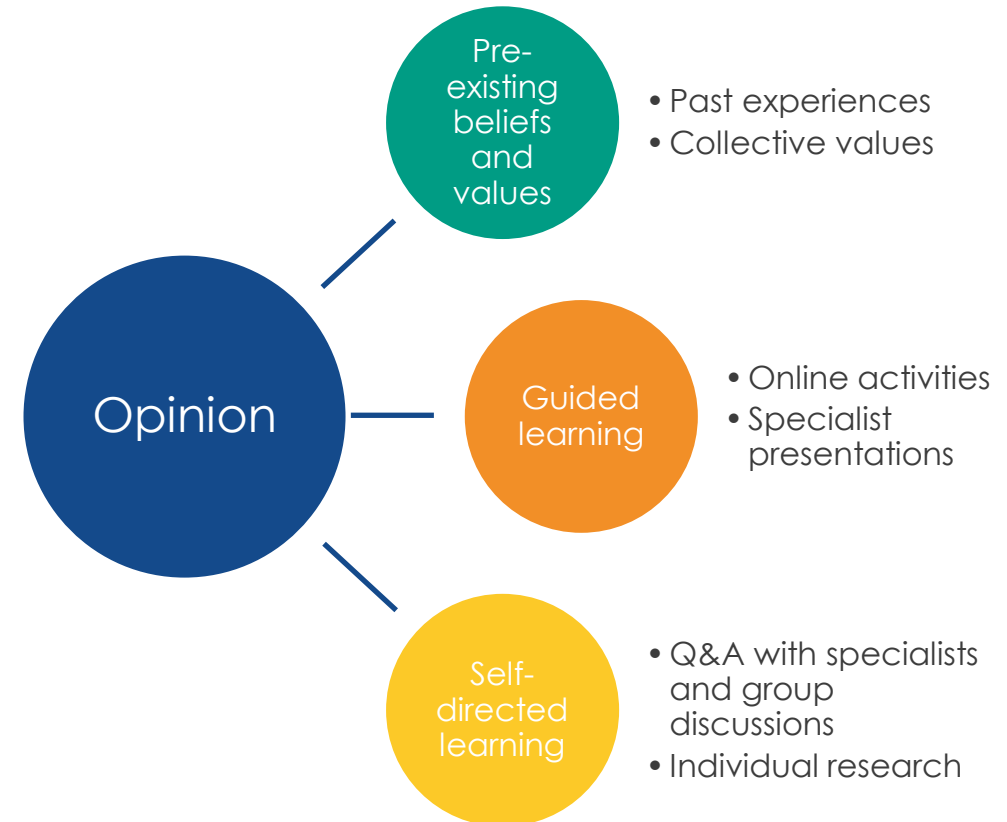 Pre-
existing
beliefs
and
values
• Past experiences
• Collective values
Opinion
Guided
learning
• Online activities
• Specialist
presentations
Self-
directed
learning
• Q&A with specialists
and group
discussions
• Individual research